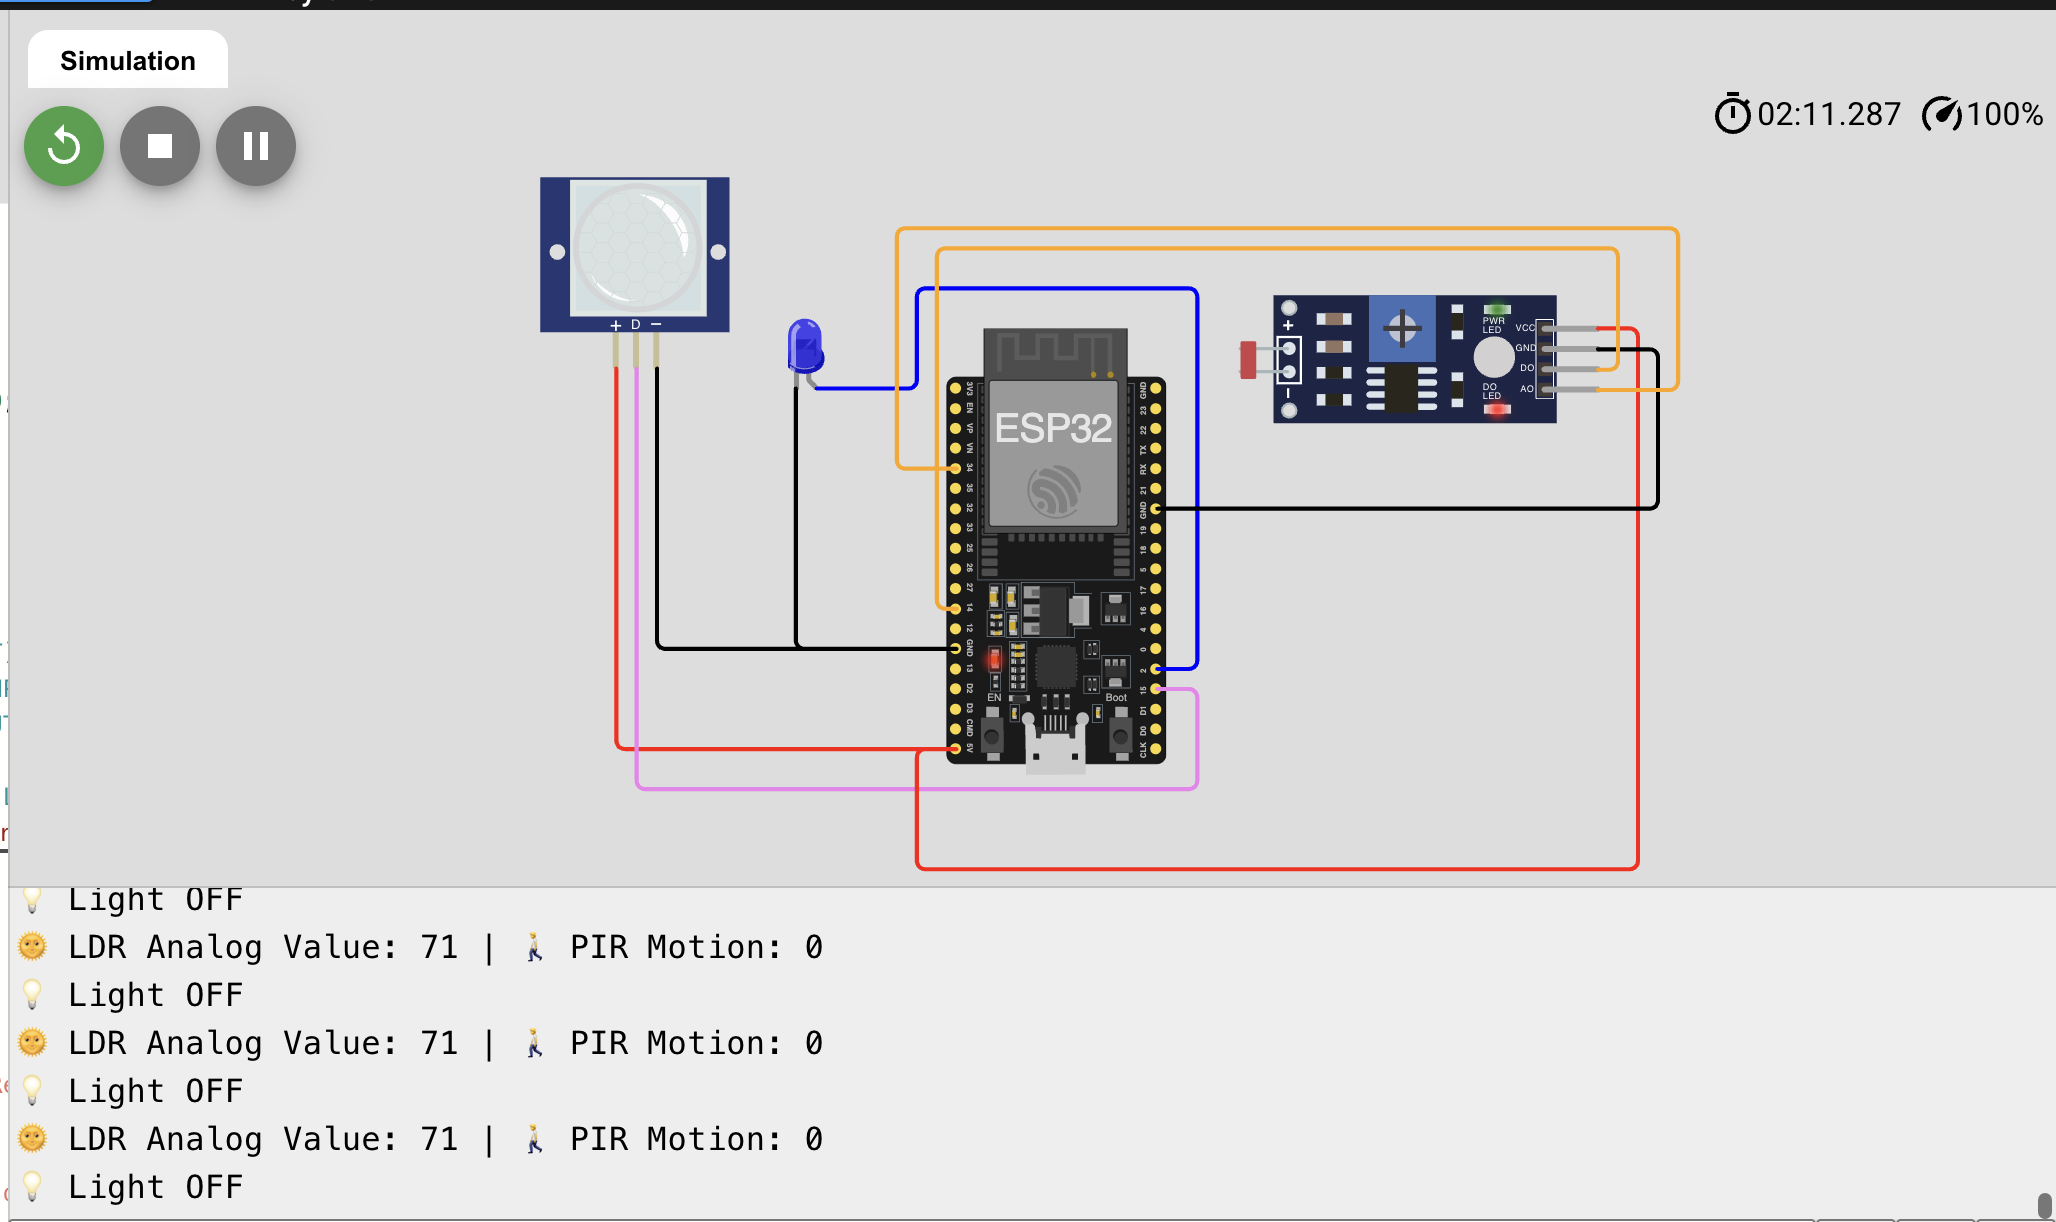 Simulation
02:11.287 100%
+ D −
ESP32
3V3
EN
VP
VN
34
35
32
33
25
26
27
14
12
GND
13
D2
D3
CMD
5V
GND
23
22
TX
RX
21
GND
19
18
5
17
16
4
0
2
15
D1
D0
CLK
EN
Boot
+
PWR
LED
DO
LED
VCC
GND
DO
AO
💡 Light OFF
🌞 LDR Analog Value: 71 | 🚶 PIR Motion: 0
💡 Light OFF
🌞 LDR Analog Value: 71 | 🚶 PIR Motion: 0
💡 Light OFF
🌞 LDR Analog Value: 71 | 🚶 PIR Motion: 0
💡 Light OFF